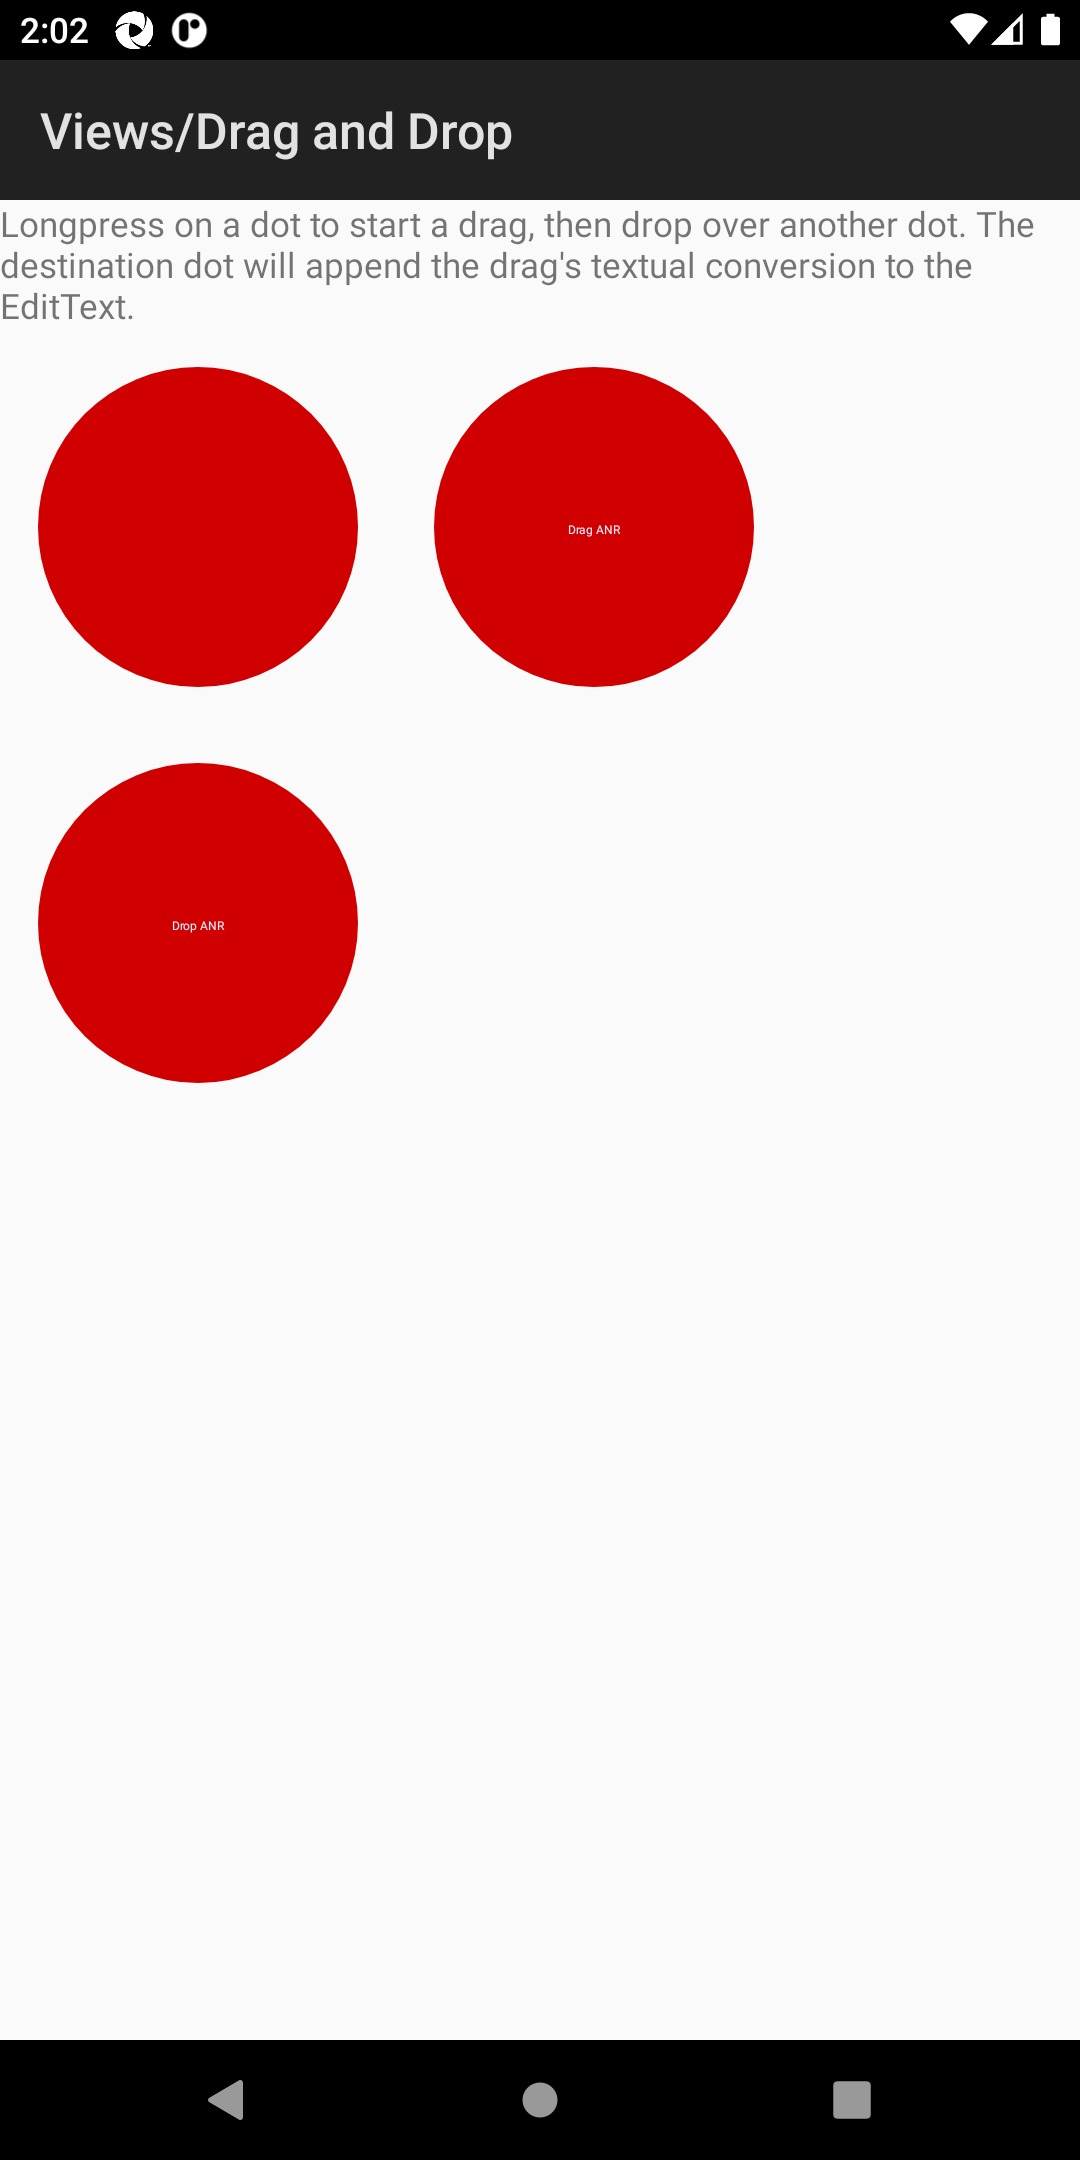 2:02
Views/Drag and Drop
Longpress on a dot to start a drag, then drop over another dot. The
destination dot will append the drag's textual conversion to the
EditText.
Drag ANR
Drop ANR